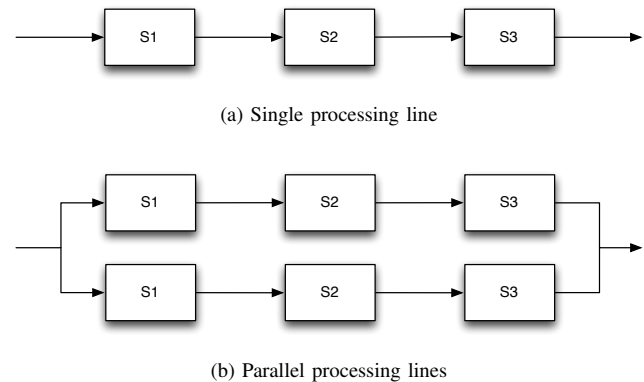 S1 S2 S3
(a) Single processing line
S1 S2 S3
S1 S2 S3
(b) Parallel processing lines